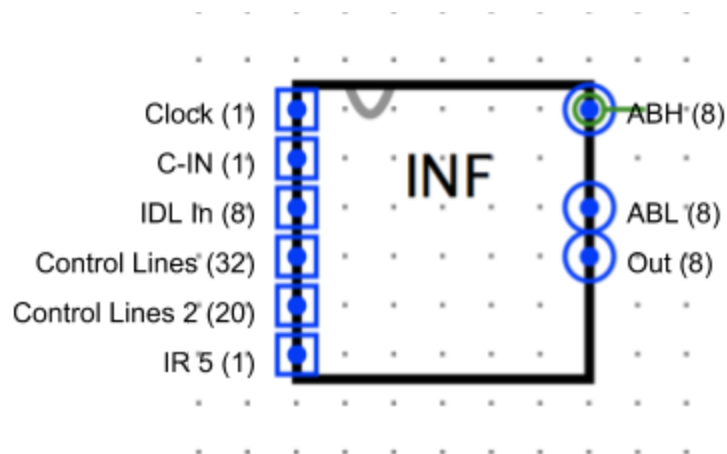 Clock (1)
C-IN (1)
IDL In (8)
Control Lines (32)
Control Lines 2 (20)
IR 5 (1)
INF
ABH (8)
ABL (8)
Out (8)